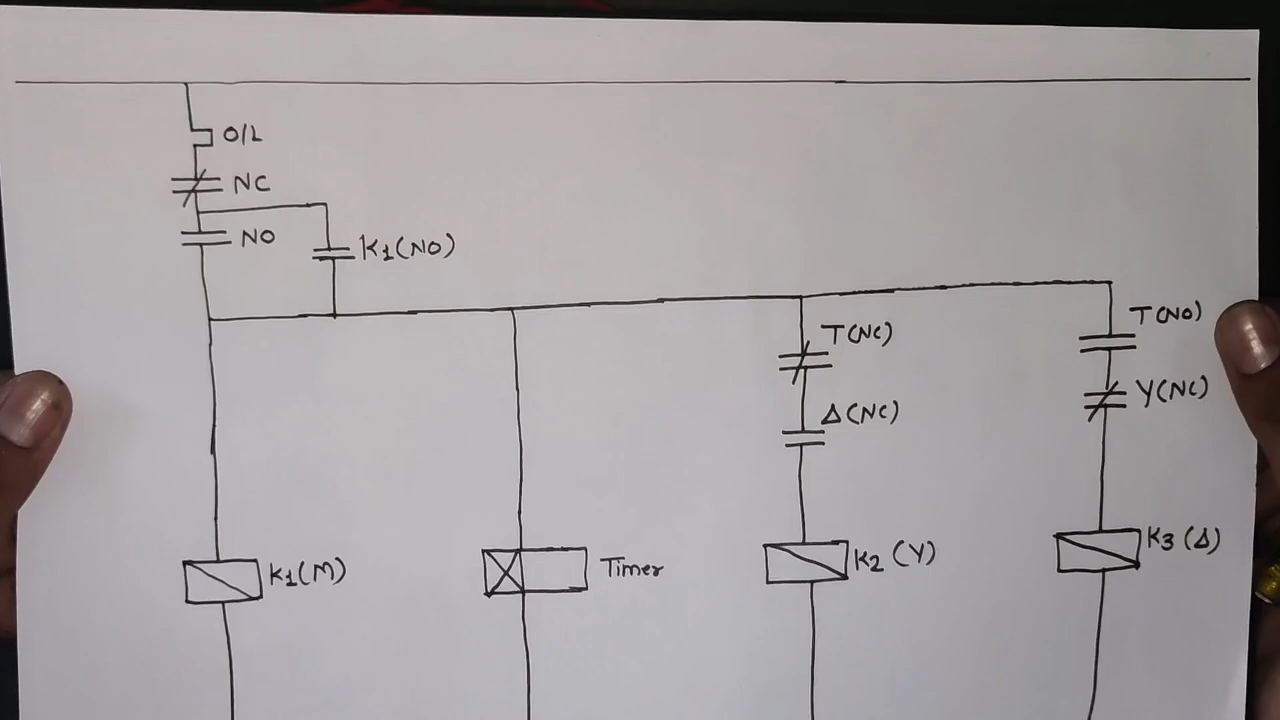 O/L
NC
NO
K1(NO)
T(NC)
Δ(NC)
T(NO)
Y(NC)
K1(M)
Timer
K2 (Y)
K3 (Δ)